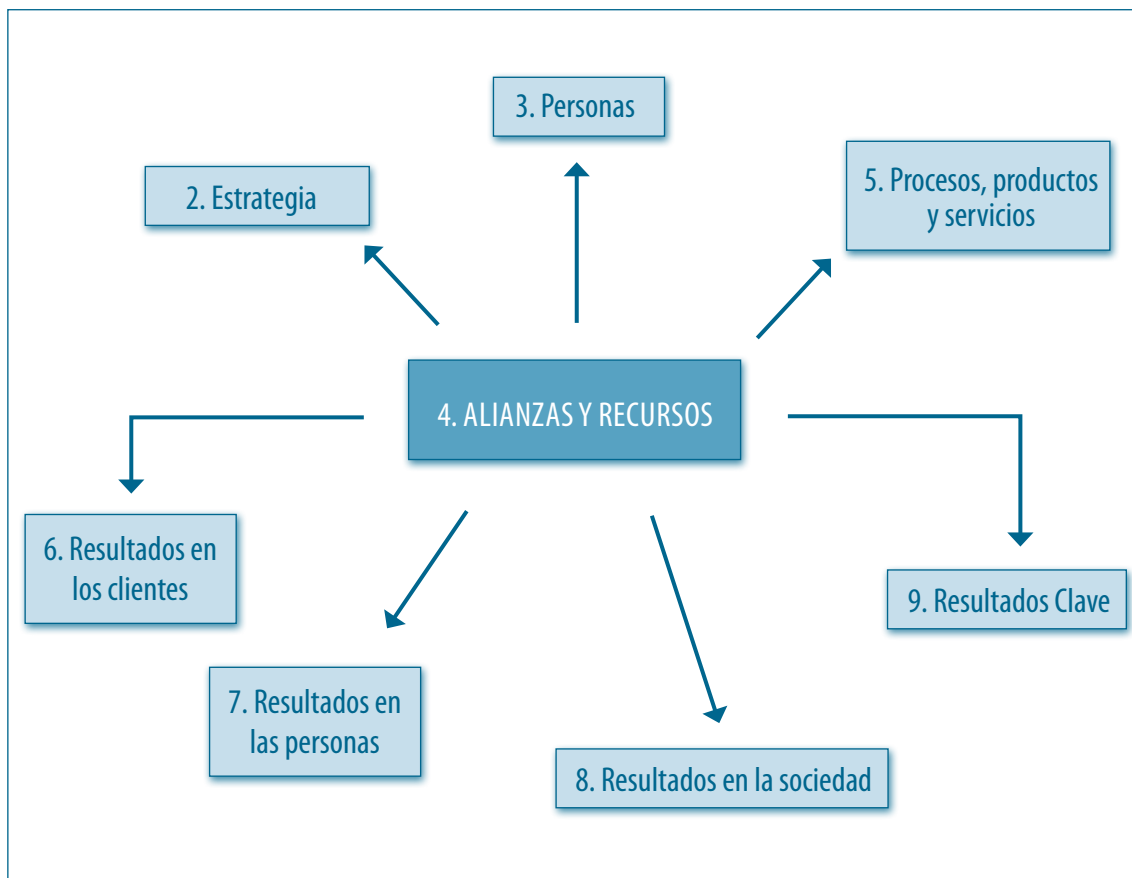 3. Personas
2. Estrategia
5. Procesos, productos
y servicios
4. ALIANZAS Y RECURSOS
6. Resultados en
los clientes
9. Resultados Clave
7. Resultados en
las personas
8. Resultados en la sociedad